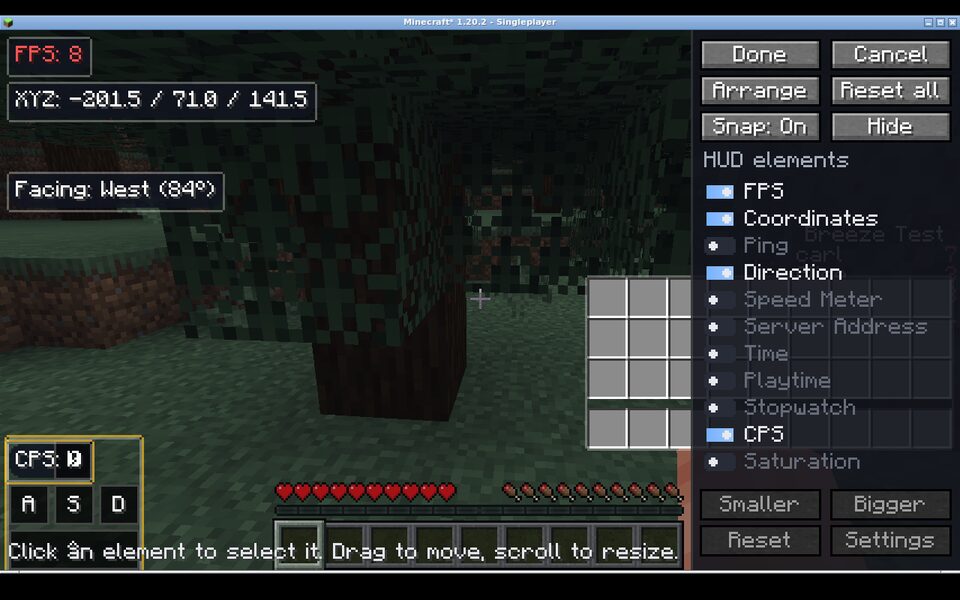 Minecraft* 1.20.2 - Singleplayer
FPS: 8
XYZ: -201.5 / 71.0 / 141.5
Facing: West (84º)
Done
Cancel
Arrange
Reset all
Snap: On
Hide
HUD elements
FPS
Coordinates
Breeze Test
Ping
carl
Direction
Speed Meter
Server Address
Time
Playtime
Stopwatch
CPS
Saturation
CPS: 0
A S D
Click an element to select it. Drag to move, scroll to resize.
Smaller
Bigger
Reset
Settings